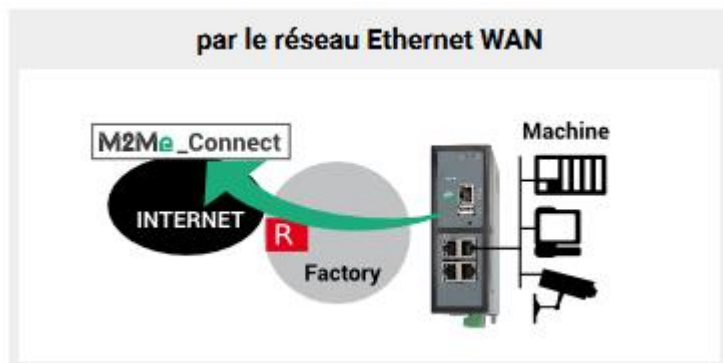 par le réseau Ethernet WAN
M2Me_Connect
Machine
INTERNET
R
Factory